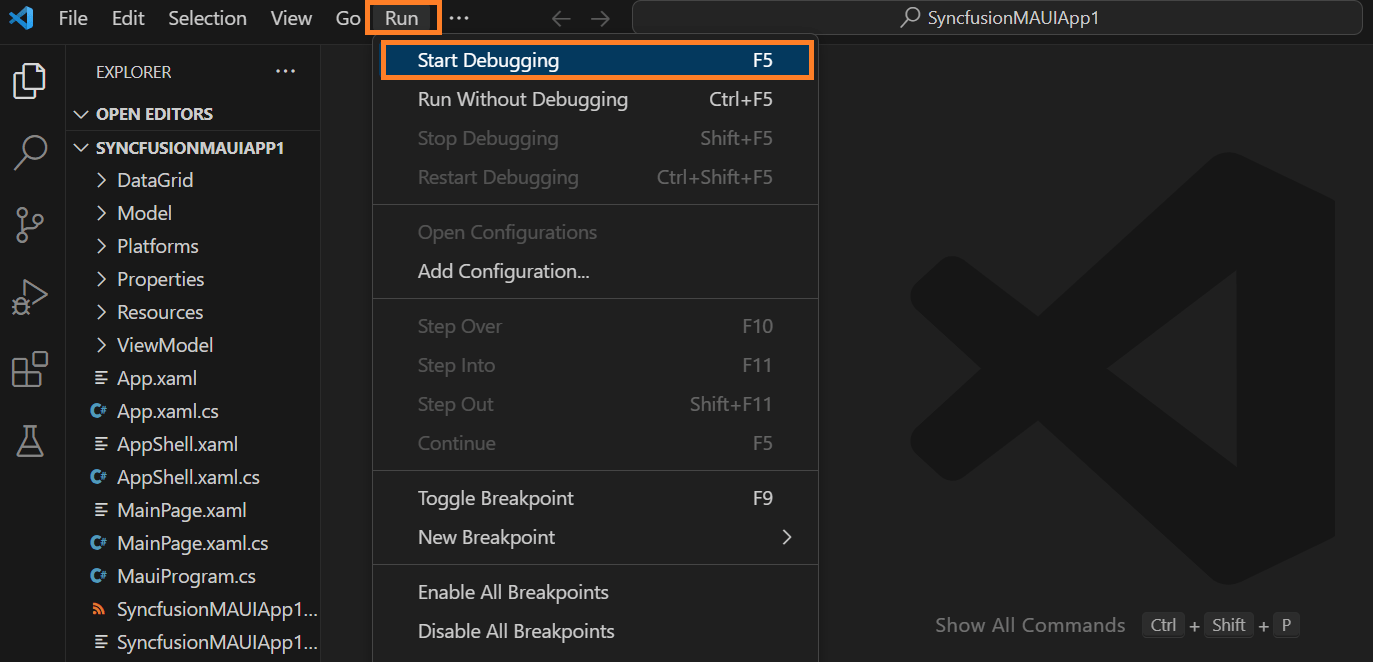 File Edit Selection View Go Run ... SyncfusionMAUIApp1
EXPLORER ...
OPEN EDITORS
SYNCFUSIONMAUIAPP1
DataGrid
Model
Platforms
Properties
Resources
ViewModel
App.xaml
C# App.xaml.cs
AppShell.xaml
C# AppShell.xaml.cs
MainPage.xaml
C# MainPage.xaml.cs
C# MauiProgram.cs
SyncfusionMAUIApp1...
SyncfusionMAUIApp1...
Start Debugging F5
Run Without Debugging Ctrl+F5
Stop Debugging Shift+F5
Restart Debugging Ctrl+Shift+F5
Open Configurations
Add Configuration...
Step Over F10
Step Into F11
Step Out Shift+F11
Continue F5
Toggle Breakpoint F9
New Breakpoint
Enable All Breakpoints
Disable All Breakpoints
Show All Commands Ctrl + Shift + P